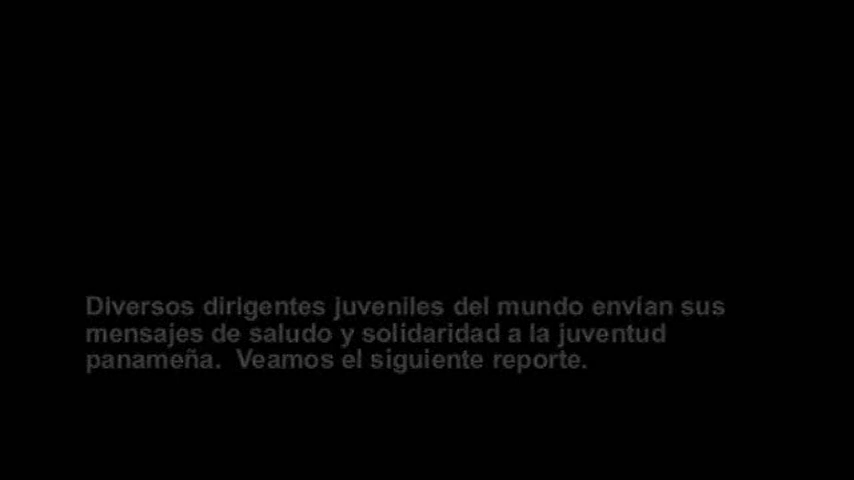 Diversos dirigentes juveniles del mundo envían sus
mensajes de saludo y solidaridad a la juventud
panameña.  Veamos el siguiente reporte.